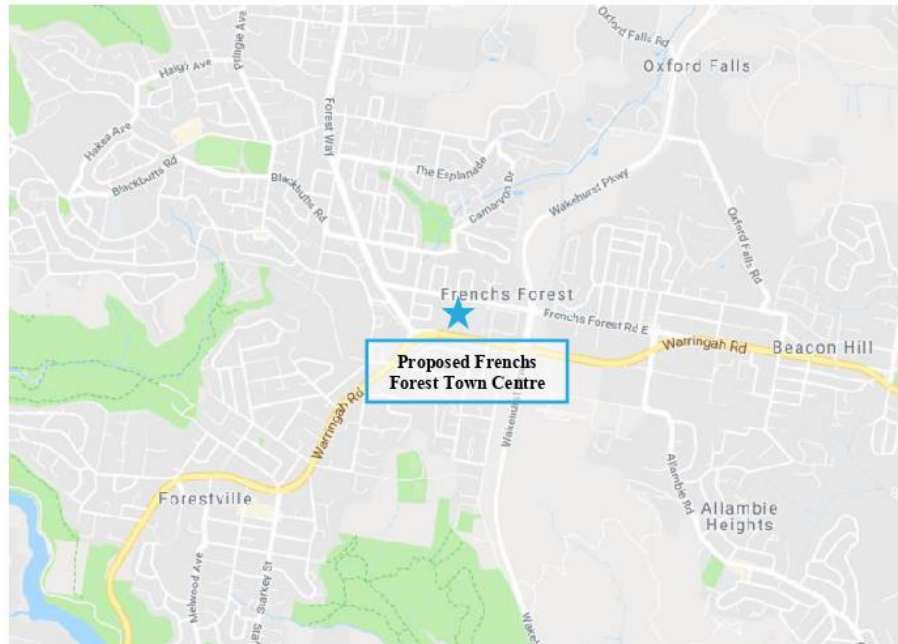 Oxford Falls Rd
Oxford Falls
Pringle Ave
Haigh Ave
Forest Way
Hakea Ave
Blackbutts Rd
The Esplanade
Blackbutts Rd
Carnarvon Dr
Wakehurst Pkwy
Oxford Falls Rd
Frenchs Forest
Frenchs Forest Rd E
Warringah Rd
Beacon Hill
Proposed Frenchs
Forest Town Centre
Warringah Rd
Allambie Rd
Forestville
Allambie
Heights
Melwood Ave
Starkey St